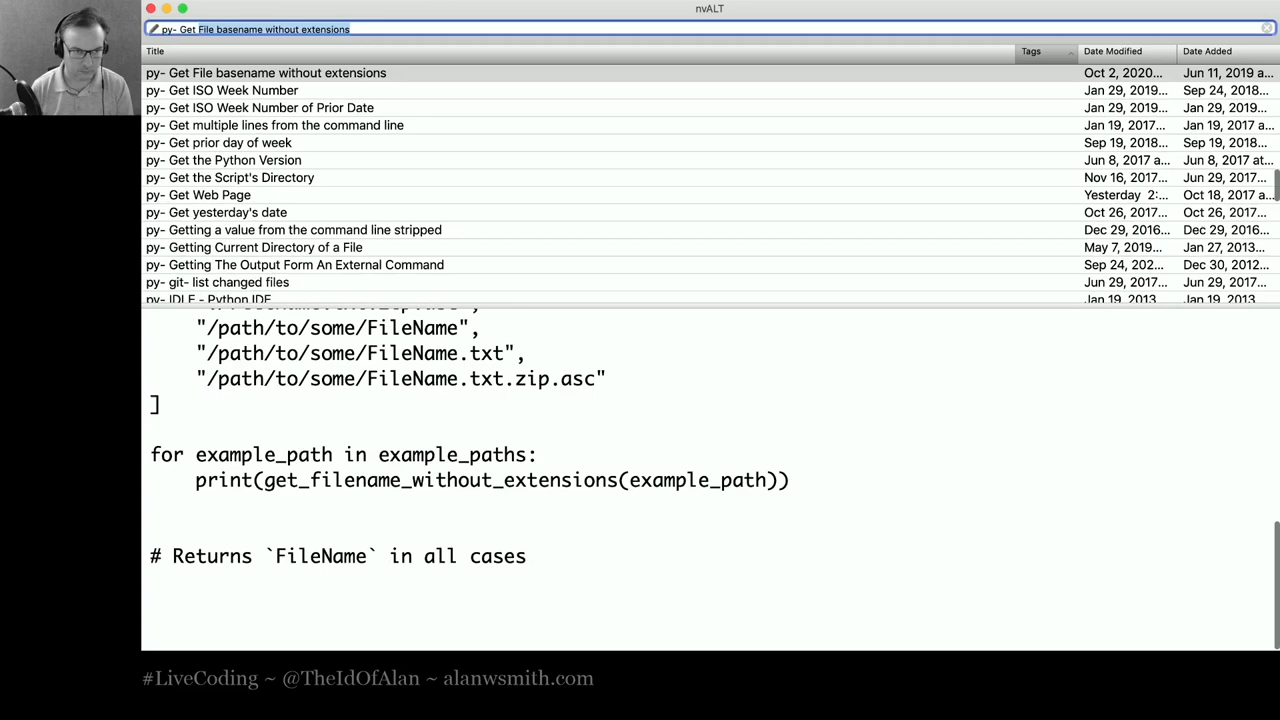 nvALT
py- Get File basename without extensions
Title Tags Date Modified Date Added
py- Get File basename without extensions Oct 2, 2020... Jun 11, 2019 a...
py- Get ISO Week Number Jan 29, 2019... Sep 24, 2018...
py- Get ISO Week Number of Prior Date Jan 29, 2019... Jan 29, 2019...
py- Get multiple lines from the command line Jan 19, 2017... Jan 19, 2017 a...
py- Get prior day of week Sep 19, 2018... Sep 19, 2018...
py- Get the Python Version Jun 8, 2017 a... Jun 8, 2017 at...
py- Get the Script's Directory Nov 16, 2017... Jun 29, 2017...
py- Get Web Page Yesterday 2:... Oct 18, 2017 a...
py- Get yesterday's date Oct 26, 2017... Oct 26, 2017...
py- Getting a value from the command line stripped Dec 29, 2016... Dec 29, 2016...
py- Getting Current Directory of a File May 7, 2019... Jan 27, 2013...
py- Getting The Output Form An External Command Sep 24, 202... Dec 30, 2012...
py- git- list changed files Jun 29, 2017... Jun 29, 2017...
py- IDLE - Python IDE Jan 19, 2013 Jan 19, 2013
"/path/to/some/FileName",
"/path/to/some/FileName.txt",
"/path/to/some/FileName.txt.zip.asc"
]
for example_path in example_paths:
print(get_filename_without_extensions(example_path))
# Returns `FileName` in all cases
#LiveCoding ~ @TheIdOfAlan ~ alanwsmith.com